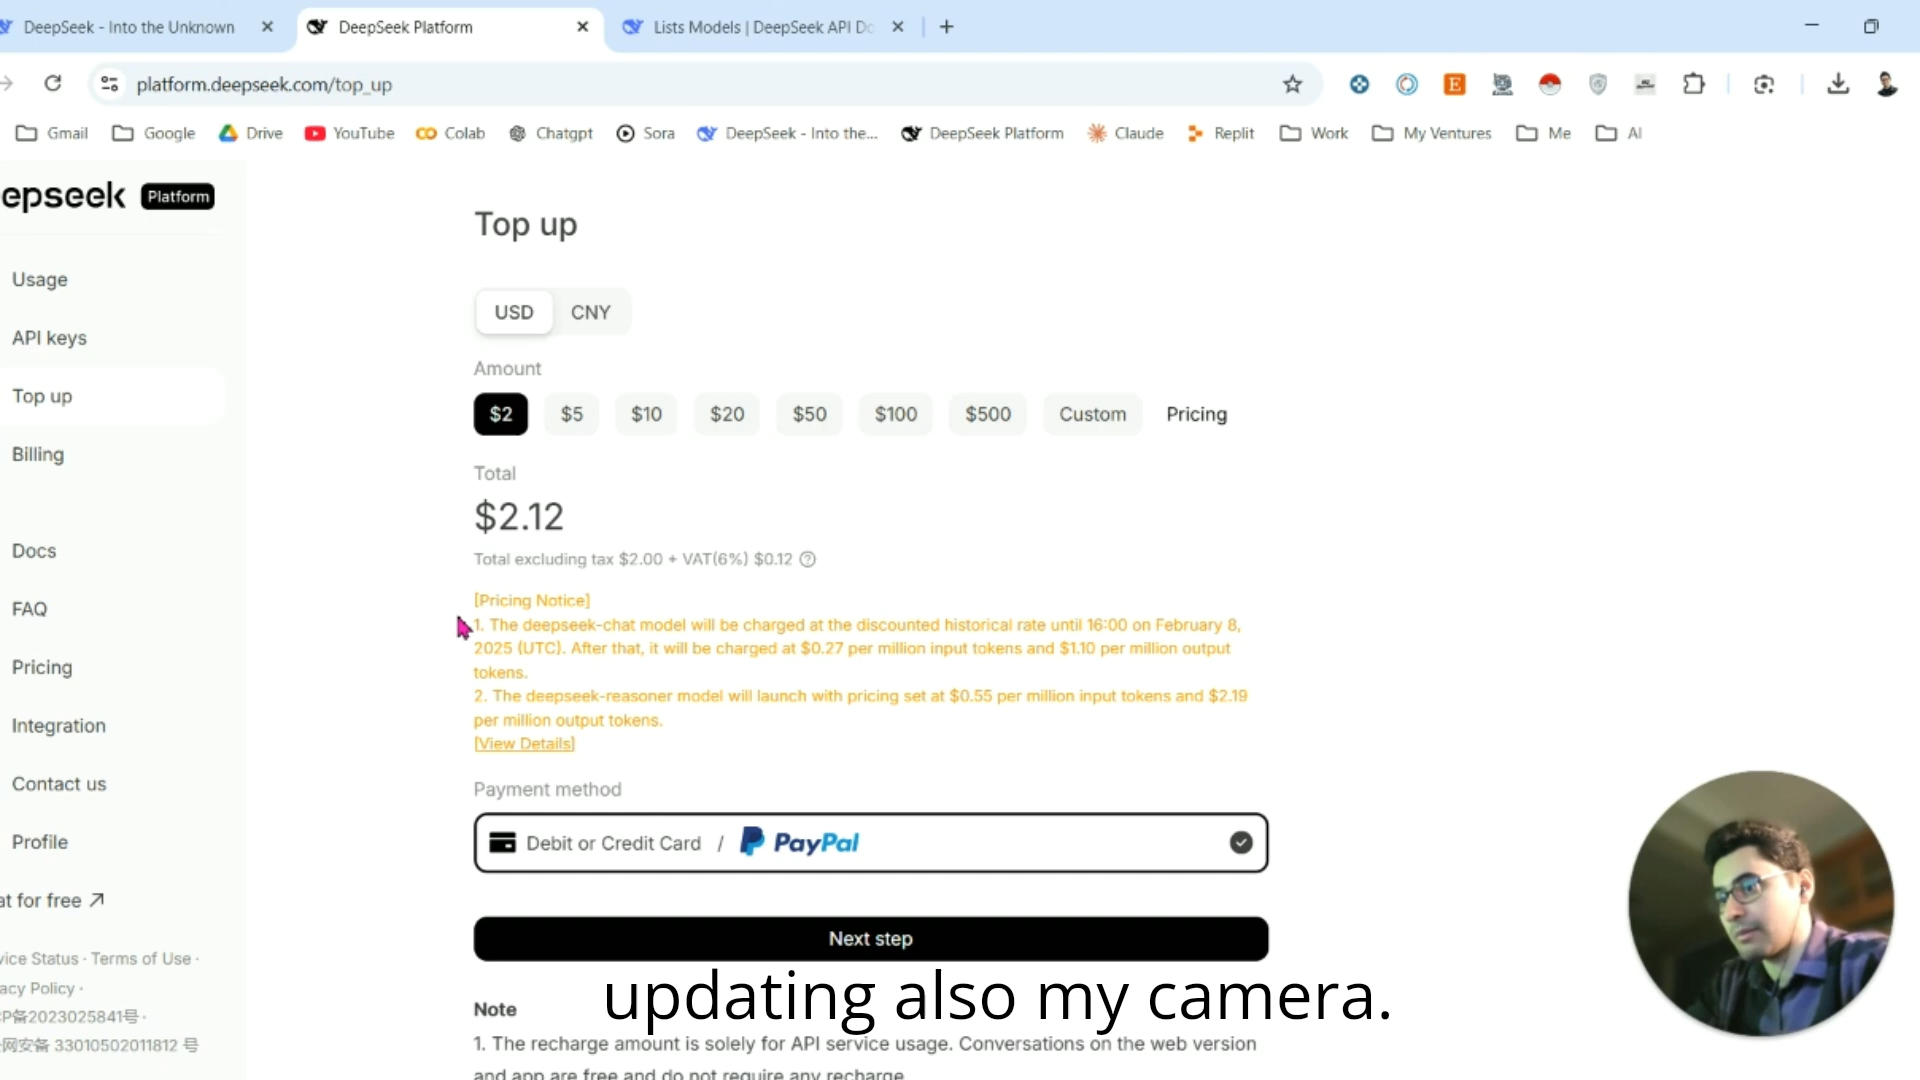 DeepSeek - Into the Unknown
DeepSeek Platform
Lists Models | DeepSeek API Do
platform.deepseek.com/top_up
Gmail
Google
Drive
YouTube
Colab
Chatgpt
Sora
DeepSeek - Into the...
DeepSeek Platform
Claude
Replit
Work
My Ventures
Me
AI
epseek
Platform
Usage
API keys
Top up
Billing
Docs
FAQ
Pricing
Integration
Contact us
Profile
at for free
vice Status · Terms of Use ·
acy Policy ·
P备2023025841号 ·
网安备 33010502011812 号
Top up
USD
CNY
Amount
$2
$5
$10
$20
$50
$100
$500
Custom
Pricing
Total
$2.12
Total excluding tax $2.00 + VAT(6%) $0.12
[Pricing Notice]
1. The deepseek-chat model will be charged at the discounted historical rate until 16:00 on February 8,
2025 (UTC). After that, it will be charged at $0.27 per million input tokens and $1.10 per million output
tokens.
2. The deepseek-reasoner model will launch with pricing set at $0.55 per million input tokens and $2.19
per million output tokens.
[View Details]
Payment method
Debit or Credit Card / PayPal
Next step
updating also my camera.
Note
1. The recharge amount is solely for API service usage. Conversations on the web version
and app are free and do not require any recharge.